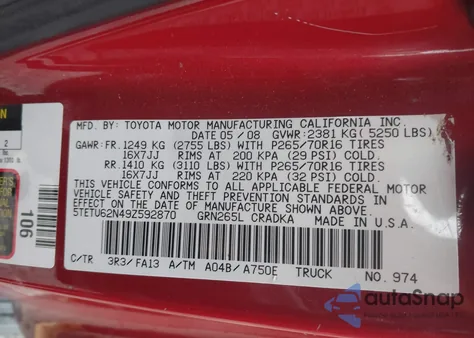 MFD.BY: TOYOTA MOTOR MANUFACTURING CALIFORNIA INC.
DATE 05/08 GVWR:2381 KG( 5250 LBS)
GAWR:FR.1249 KG (2755 LBS) WITH P265/70R16 TIRES
16X7JJ RIMS AT 200 KPA (29 PSI) COLD.
RR.1410 KG (3110 LBS) WITH P265/70R16 TIRES
16X7JJ RIMS AT 220 KPA (32 PSI) COLD.
THIS VEHICLE CONFORMS TO ALL APPLICABLE FEDERAL MOTOR
VEHICLE SAFETY AND THEFT PREVENTION STANDARDS IN
EFFECT ON THE DATE OF MANUFACTURE SHOWN ABOVE.
5TETU62N49Z592870 GRN265L CRADKA MADE IN U.S.A.
C/TR 3R3/FA13 A/TM A04B/A750E TRUCK NO.974
106
2
autoSnap